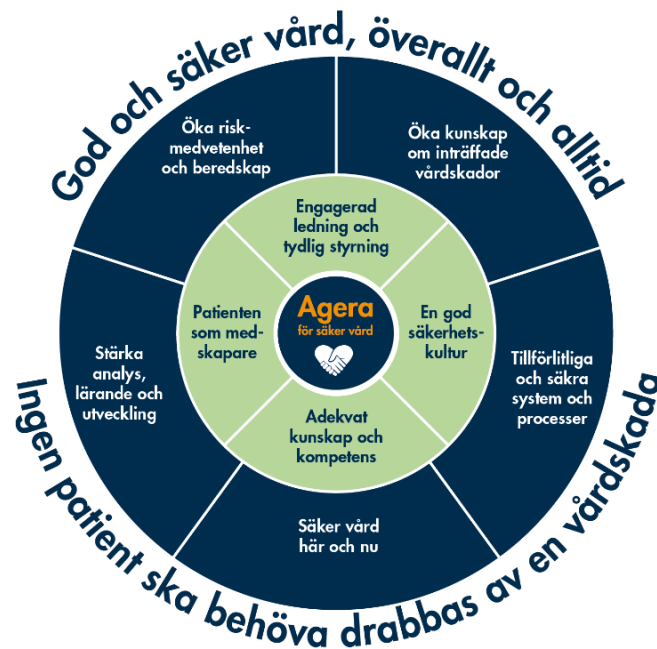 God och säker vård, överallt och alltid
Öka risk-
medvetenhet
och beredskap
Öka kunskap
om inträffade
vårdskador
Engagerad
ledning och
tydlig styrning
Patienten
som med-
skapare
Agera
för säker vård
En god
säkerhets-
kultur
Stärka
analys,
lärande och
utveckling
Tillförlitliga
och säkra
system och
processer
Adekvat
kunskap och
kompetens
Säker vård
här och nu
Ingen patient ska behöva drabbas av en vårdskada